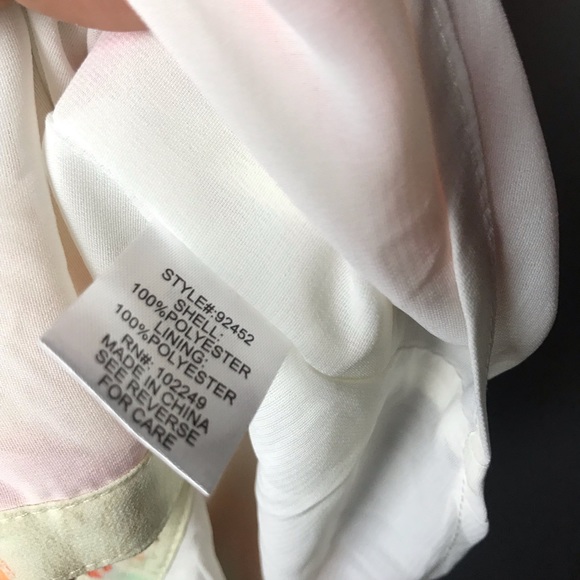 STYLE#:92452
SHELL:
100%POLYESTER
LINING:
100%POLYESTER
RN#: 102249
MADE IN CHINA
SEE REVERSE
FOR CARE